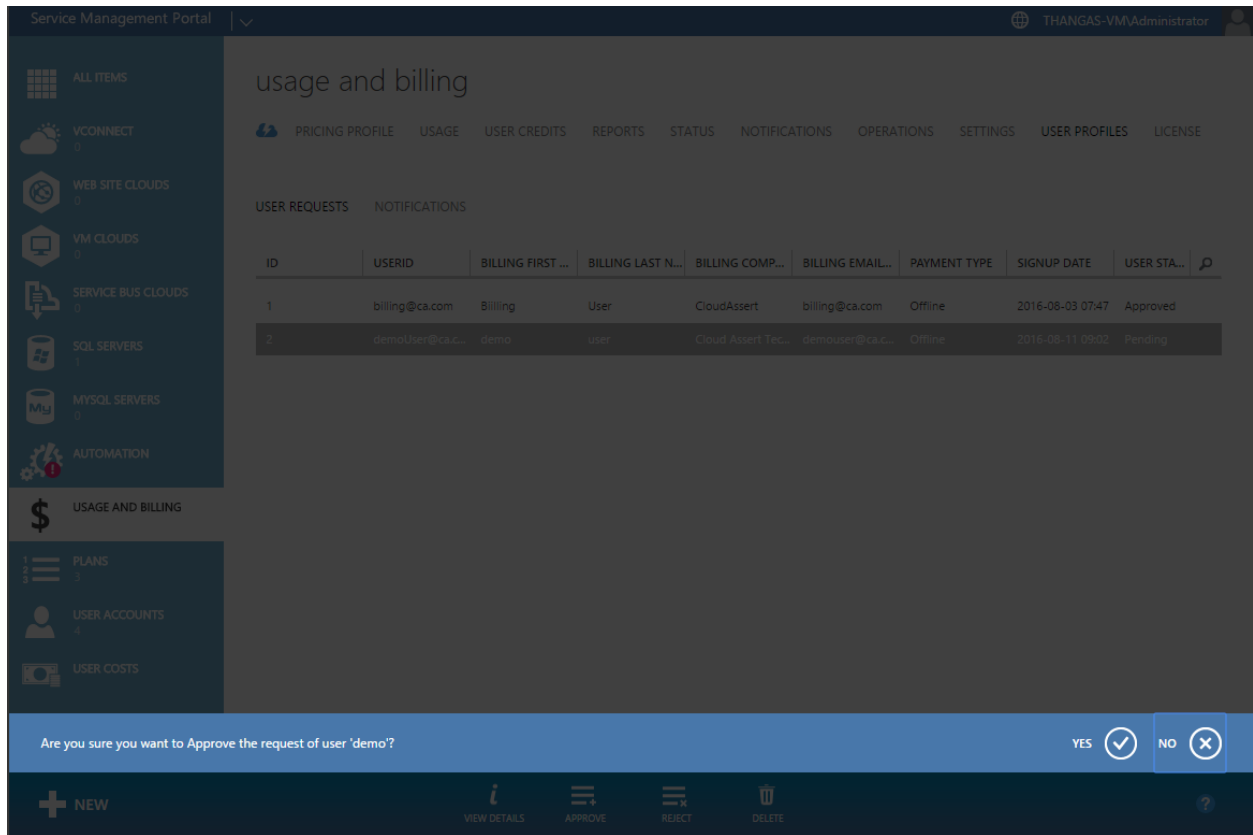 Service Management Portal
THANGAS-VM\Administrator
ALL ITEMS
VCONNECT
0
WEB SITE CLOUDS
0
VM CLOUDS
0
SERVICE BUS CLOUDS
0
SQL SERVERS
1
MYSQL SERVERS
0
AUTOMATION
USAGE AND BILLING
PLANS
3
USER ACCOUNTS
4
USER COSTS
usage and billing
PRICING PROFILE USAGE USER CREDITS REPORTS STATUS NOTIFICATIONS OPERATIONS SETTINGS USER PROFILES LICENSE
USER REQUESTS NOTIFICATIONS
ID USERID BILLING FIRST ... BILLING LAST N... BILLING COMP... BILLING EMAIL... PAYMENT TYPE SIGNUP DATE USER STA...
1 billing@ca.com Billing User CloudAssert billing@ca.com Offline 2016-08-03 07:47 Approved
2 demoUser@ca.c... demo user Cloud Assert Tec... demouser@ca.c... Offline 2016-08-11 09:02 Pending
Are you sure you want to Approve the request of user 'demo'?
YES NO
NEW
VIEW DETAILS APPROVE REJECT DELETE
?